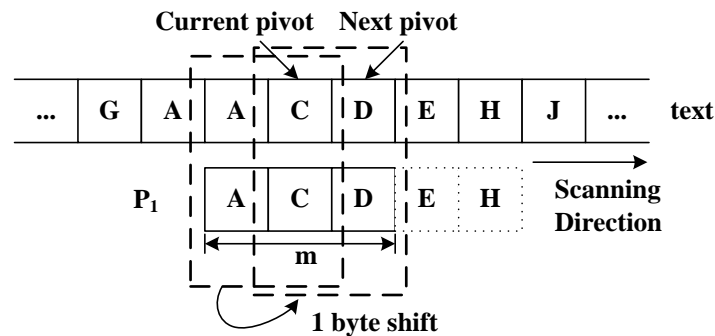 Current pivot Next pivot
... G A A C D E H J ... text
P₁ A C D E H
Scanning
Direction
m
1 byte shift